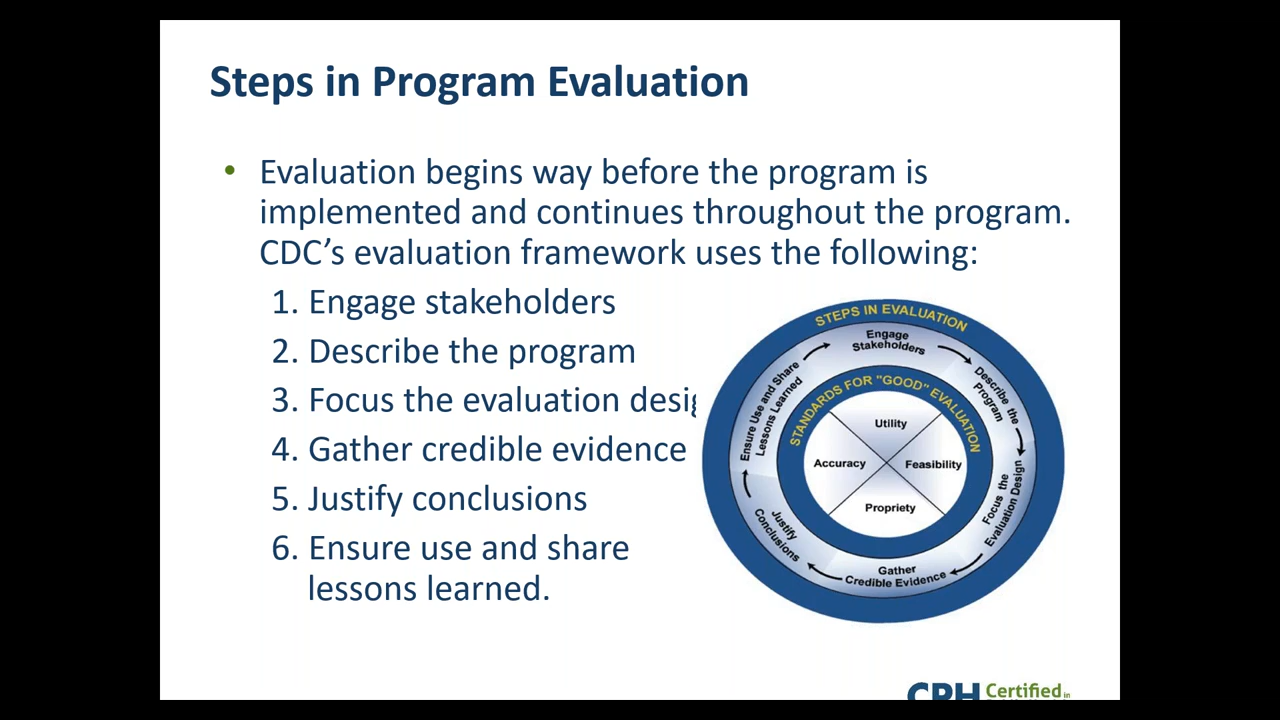 Steps in Program Evaluation
• Evaluation begins way before the program is
implemented and continues throughout the program.
CDC’s evaluation framework uses the following:
1. Engage stakeholders
2. Describe the program
3. Focus the evaluation desig
4. Gather credible evidence
5. Justify conclusions
6. Ensure use and share
lessons learned.
STEPS IN EVALUATION
Engage
Stakeholders
Describe the
Program
Focus the
Evaluation Design
Gather
Credible Evidence
Justify
Conclusions
Ensure Use and Share
Lessons Learned
STANDARDS FOR "GOOD" EVALUATION
Utility
Feasibility
Propriety
Accuracy
CPH Certified in